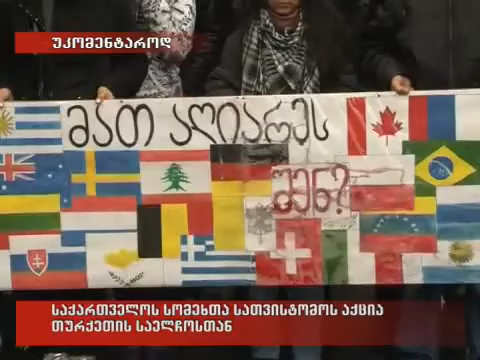 უკომენტაროდ
მათ აღიარეს
შენ?
საქართველოს სომეხთა სათვისტომოს აქცია
თურქეთის საელჩოსთან